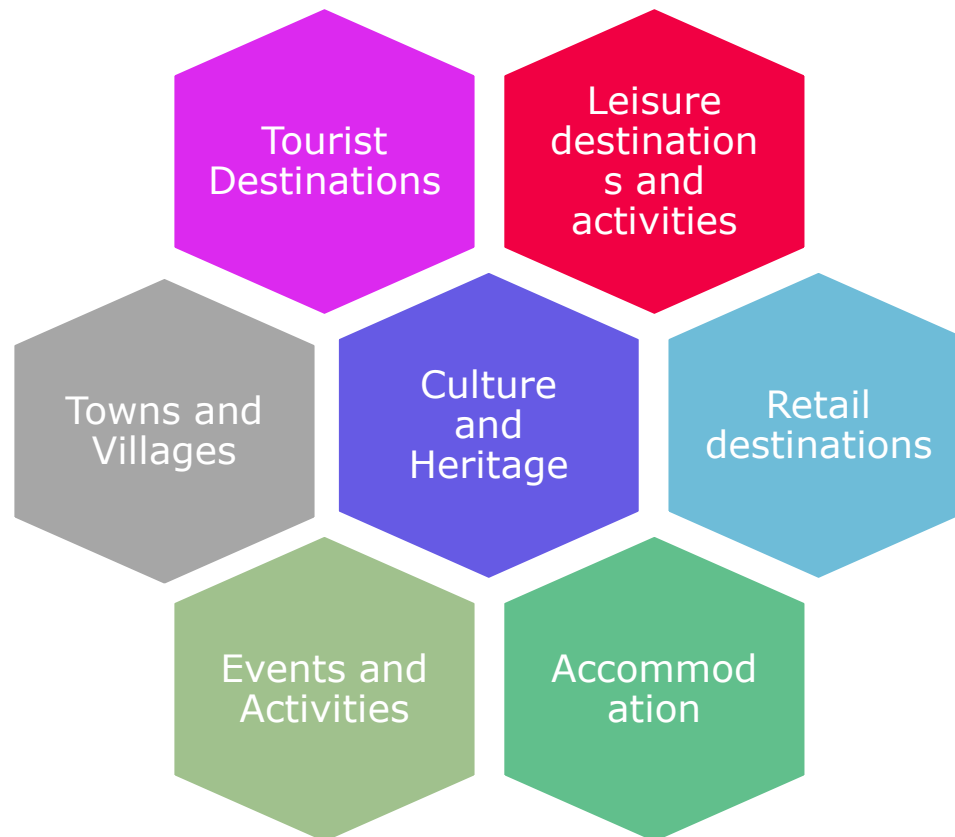 Tourist
Destinations
Leisure
destination
s and
activities
Towns and
Villages
Culture
and
Heritage
Retail
destinations
Events and
Activities
Accommod
ation